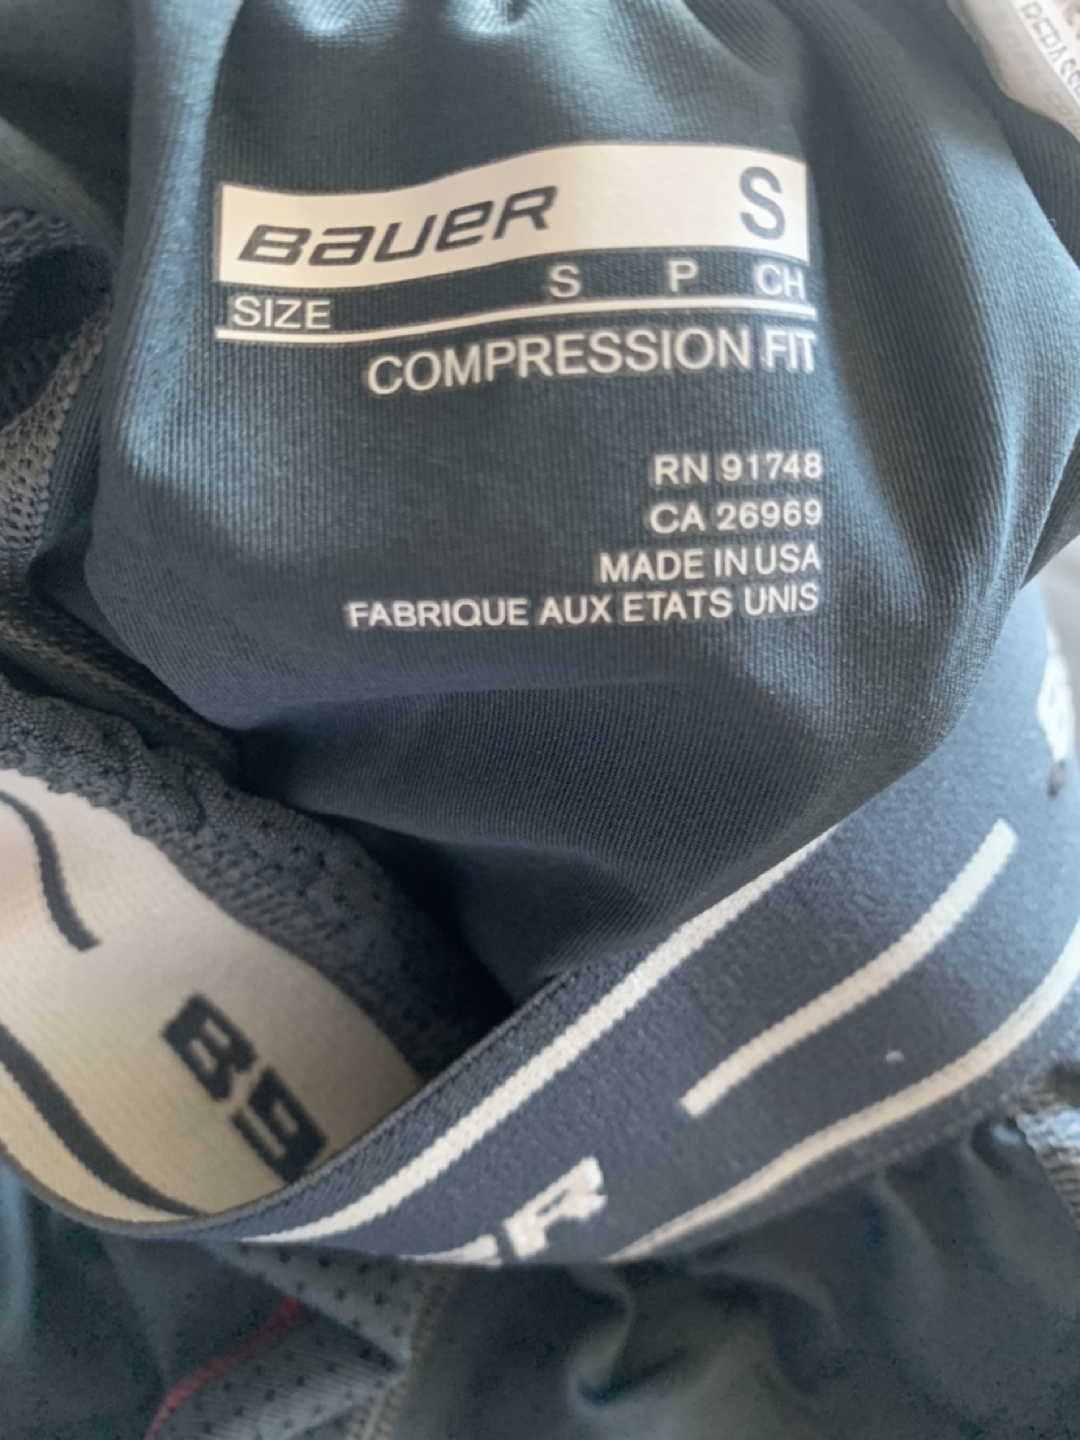 BAUER S
SIZE S P CH
COMPRESSION FIT
RN 91748
CA 26969
MADE IN USA
FABRIQUE AUX ETATS UNIS